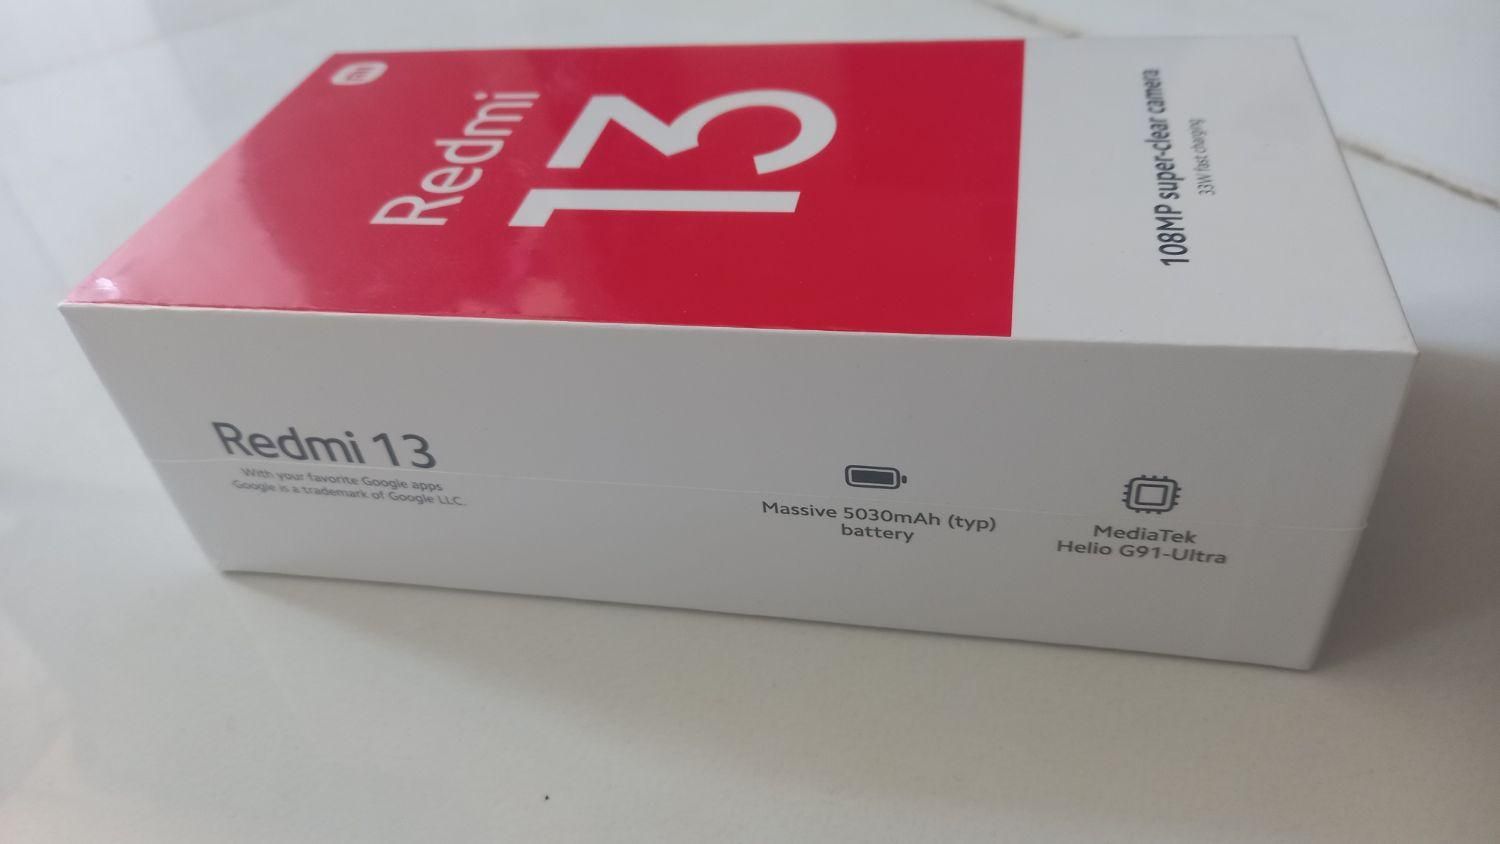 Redmi
13
108MP super-clear camera
33W fast charging
Redmi 13
With your favorite Google apps
Google is a trademark of Google LLC.
Massive 5030mAh (typ)
battery
MediaTek
Helio G91-Ultra